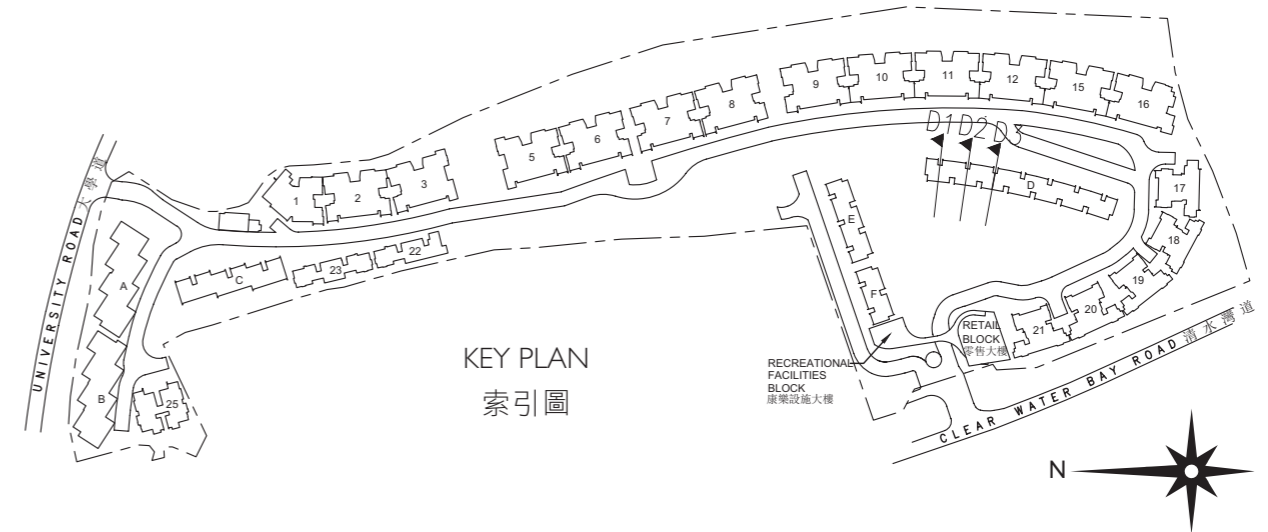 9
10
11
12
15
16
8
7
6
5
3
2
1
D1 D2 D3
D
17
18
19
20
21
E
F
22
23
C
A
B
25
UNIVERSITY ROAD 大學道
KEY PLAN
索引圖
RETAIL
BLOCK
零售大樓
RECREATIONAL
FACILITIES
BLOCK
康樂設施大樓
CLEAR WATER BAY ROAD 清水灣道
N